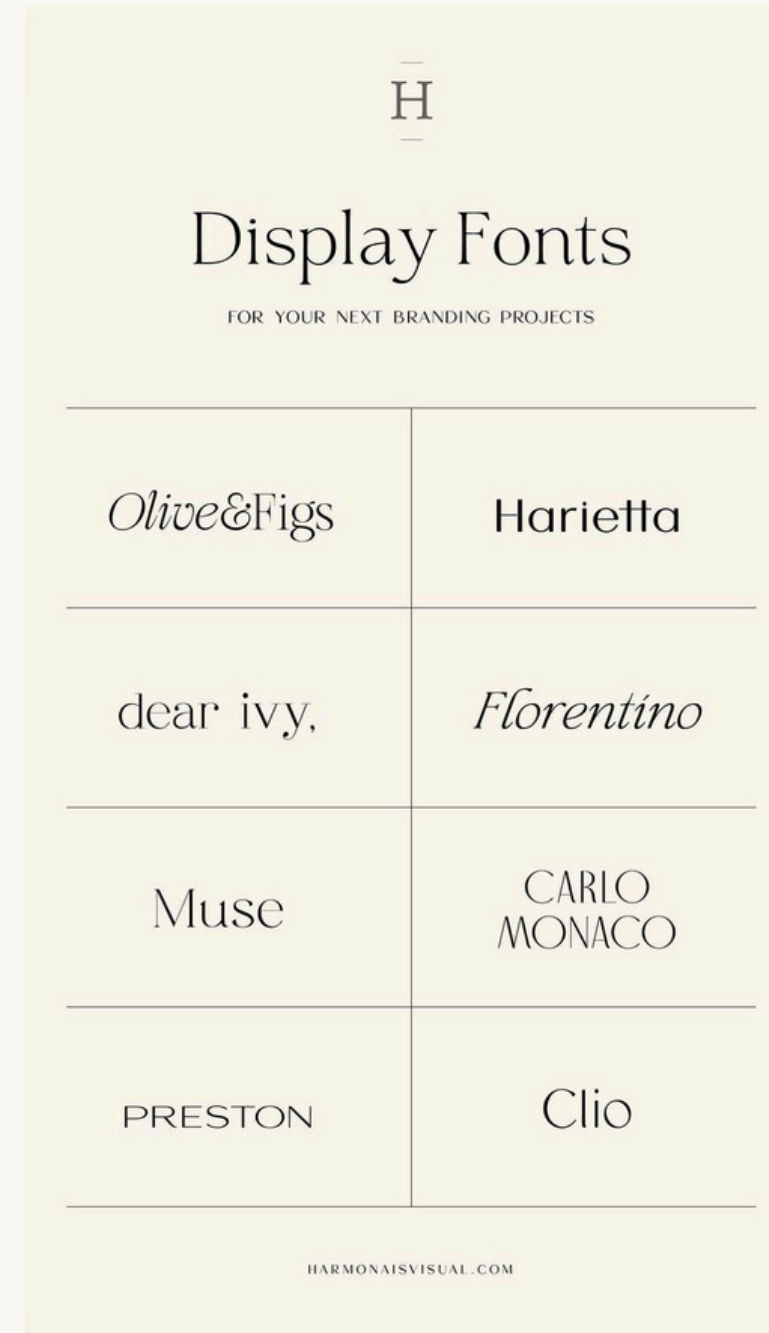 H
Display Fonts
FOR YOUR NEXT BRANDING PROJECTS
Olive&Figs
Harietta
dear ivy,
Florentino
Muse
CARLO
MONACO
PRESTON
Clio
HARMONAISVISUAL.COM